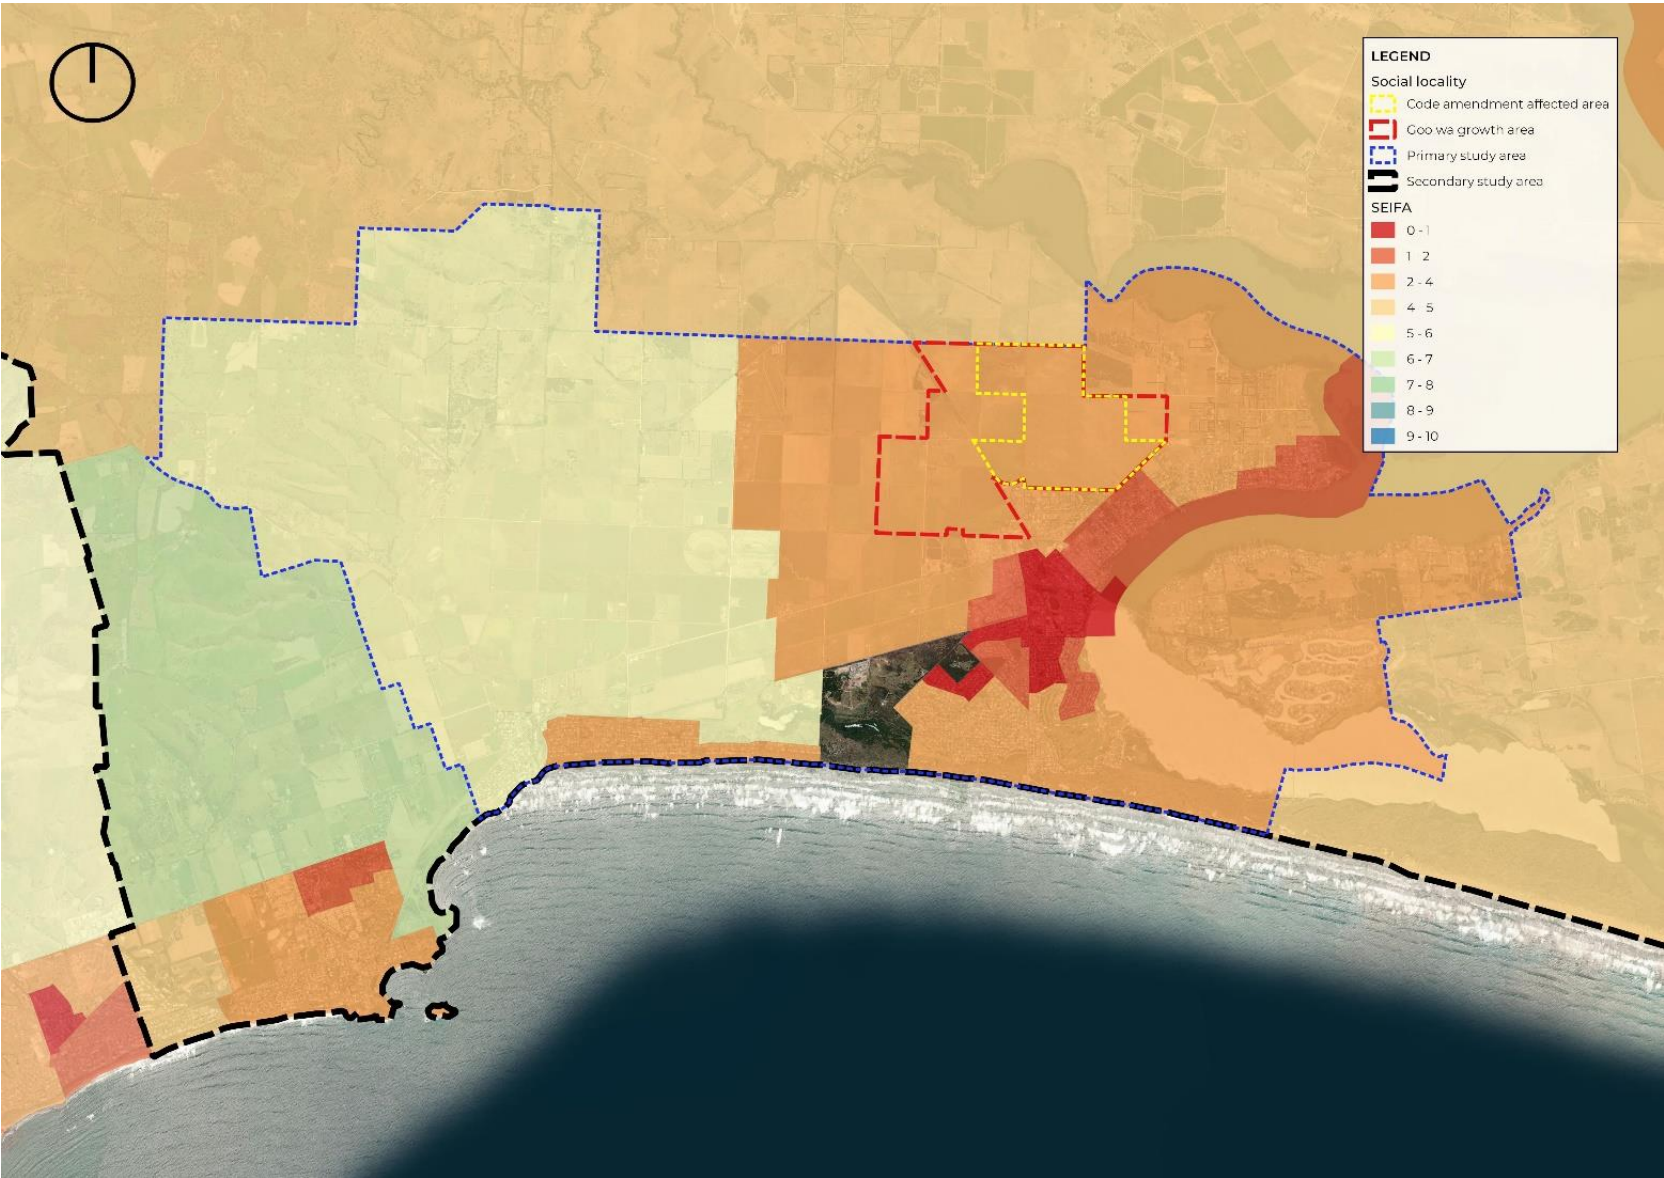 LEGEND
Social locality
Code amendment affected area
Goo wa growth area
Primary study area
Secondary study area
SEIFA
0 - 1
1 2
2 - 4
4 5
5 - 6
6 - 7
7 - 8
8 - 9
9 - 10